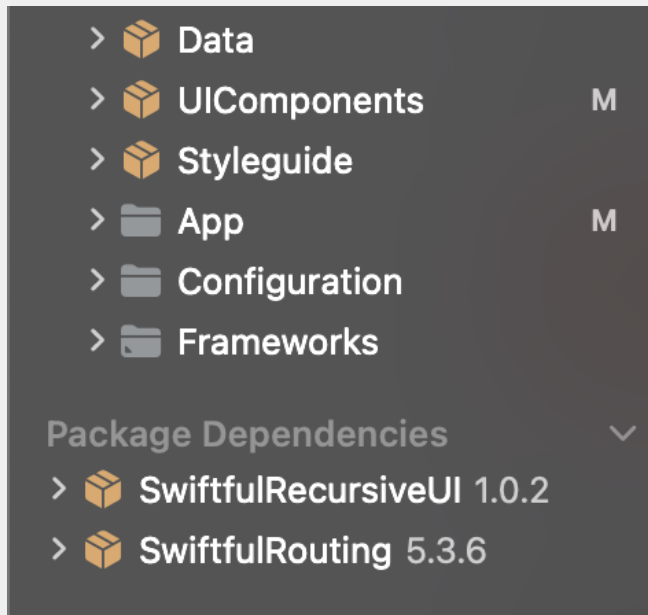 Data
UIComponents M
Styleguide
App M
Configuration
Frameworks
Package Dependencies
SwiftfulRecursiveUI 1.0.2
SwiftfulRouting 5.3.6